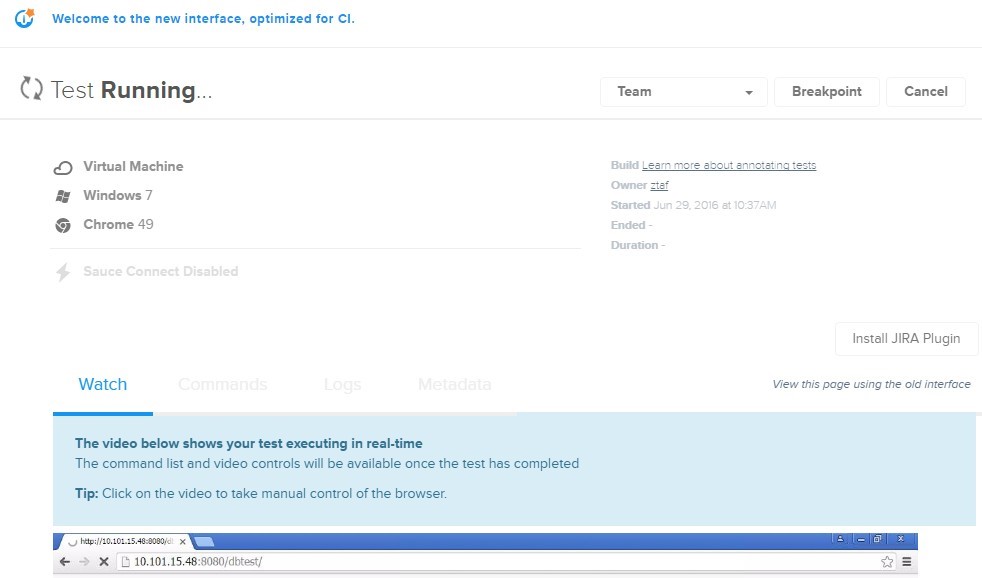 Welcome to the new interface, optimized for CI.
Test Running...
Team
Breakpoint
Cancel
Virtual Machine
Windows 7
Chrome 49
Sauce Connect Disabled
Build Learn more about annotating tests
Owner ztaf
Started Jun 29, 2016 at 10:37AM
Ended -
Duration -
Install JIRA Plugin
Watch
Commands
Logs
Metadata
View this page using the old interface
The video below shows your test executing in real-time
The command list and video controls will be available once the test has completed
Tip: Click on the video to take manual control of the browser.
http://10.101.15.48:8080/d
10.101.15.48:8080/dbtest/